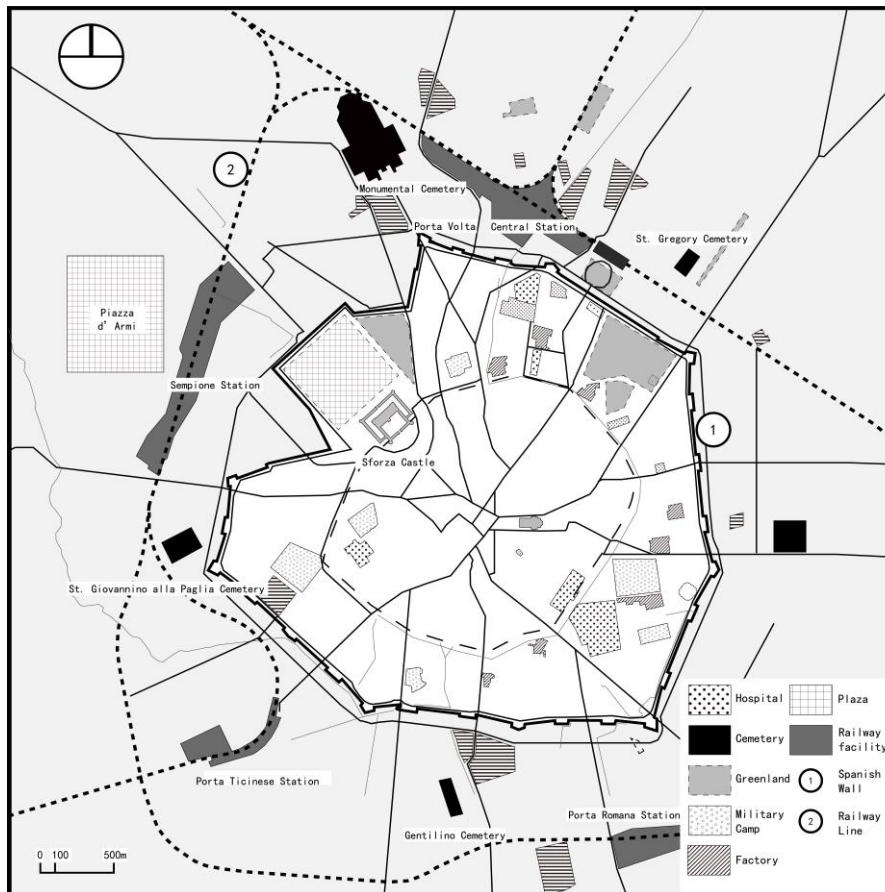 2
Monumental Cemetery
Porta Volta
Central Station
St. Gregory Cemetery
Piazza
d' Armi
Sempione Station
1
Sforza Castle
St. Giovannino alla Paglia Cemetery
Porta Ticinese Station
Gentilino Cemetery
Porta Romana Station
0 100 500m
Hospital
Plaza
Cemetery
Railway
facility
Greenland
1
Spanish
Wall
Military
Camp
2
Railway
Line
Factory